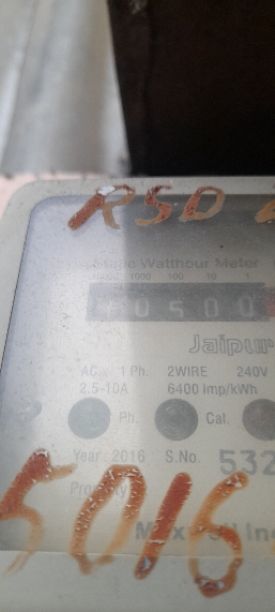 RSD
Static Watthour Meter
1000 100 10 1
0500
Jaipur
AC 1 Ph. 2WIRE 240V
2.5-10A 6400 imp/kWh
Ph. Cal.
Year 2016 S.No. 532
5016